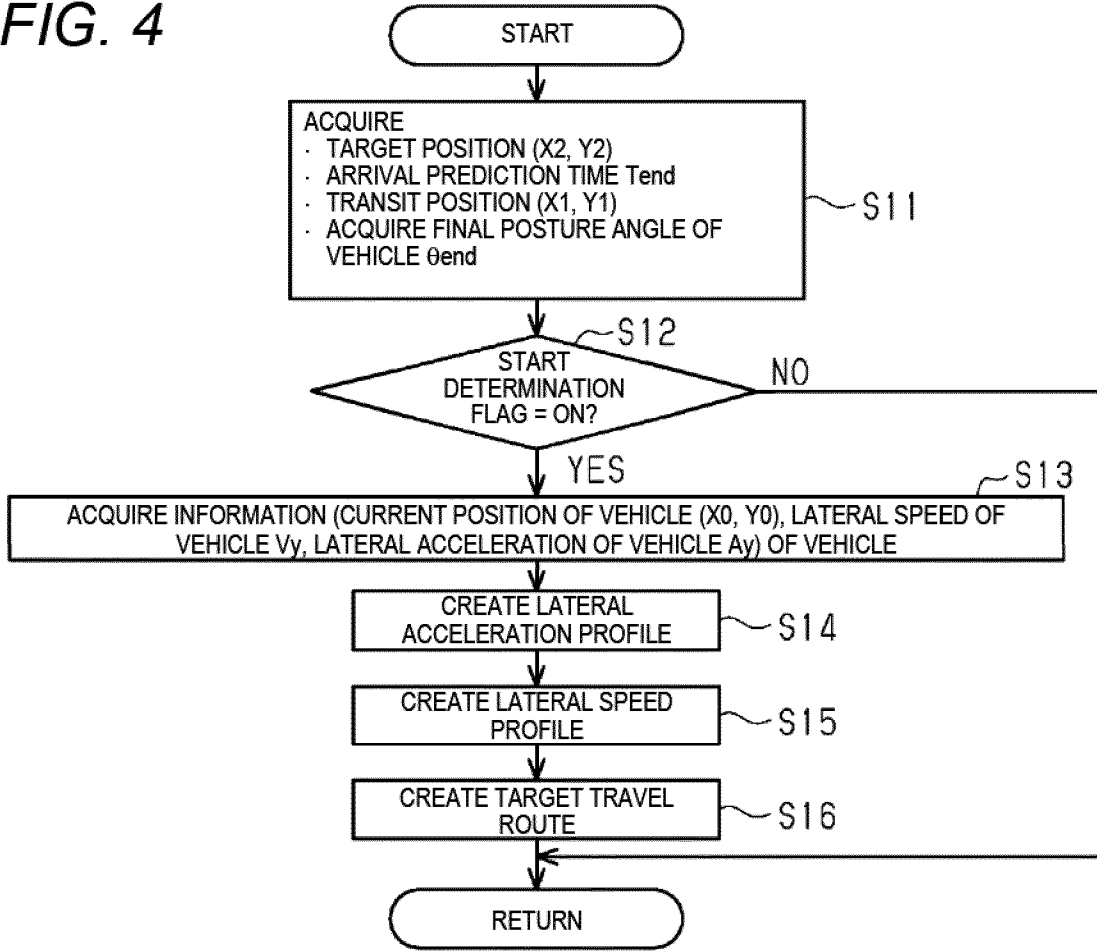 FIG. 4
START
ACQUIRE
· TARGET POSITION (X2, Y2)
· ARRIVAL PREDICTION TIME Tend
· TRANSIT POSITION (X1, Y1)
· ACQUIRE FINAL POSTURE ANGLE OF
VEHICLE θend
S11
S12
START
DETERMINATION
FLAG = ON?
NO
YES
S13
ACQUIRE INFORMATION (CURRENT POSITION OF VEHICLE (X0, Y0), LATERAL SPEED OF
VEHICLE Vy, LATERAL ACCELERATION OF VEHICLE Ay) OF VEHICLE
CREATE LATERAL
ACCELERATION PROFILE
S14
CREATE LATERAL SPEED
PROFILE
S15
CREATE TARGET TRAVEL
ROUTE
S16
RETURN